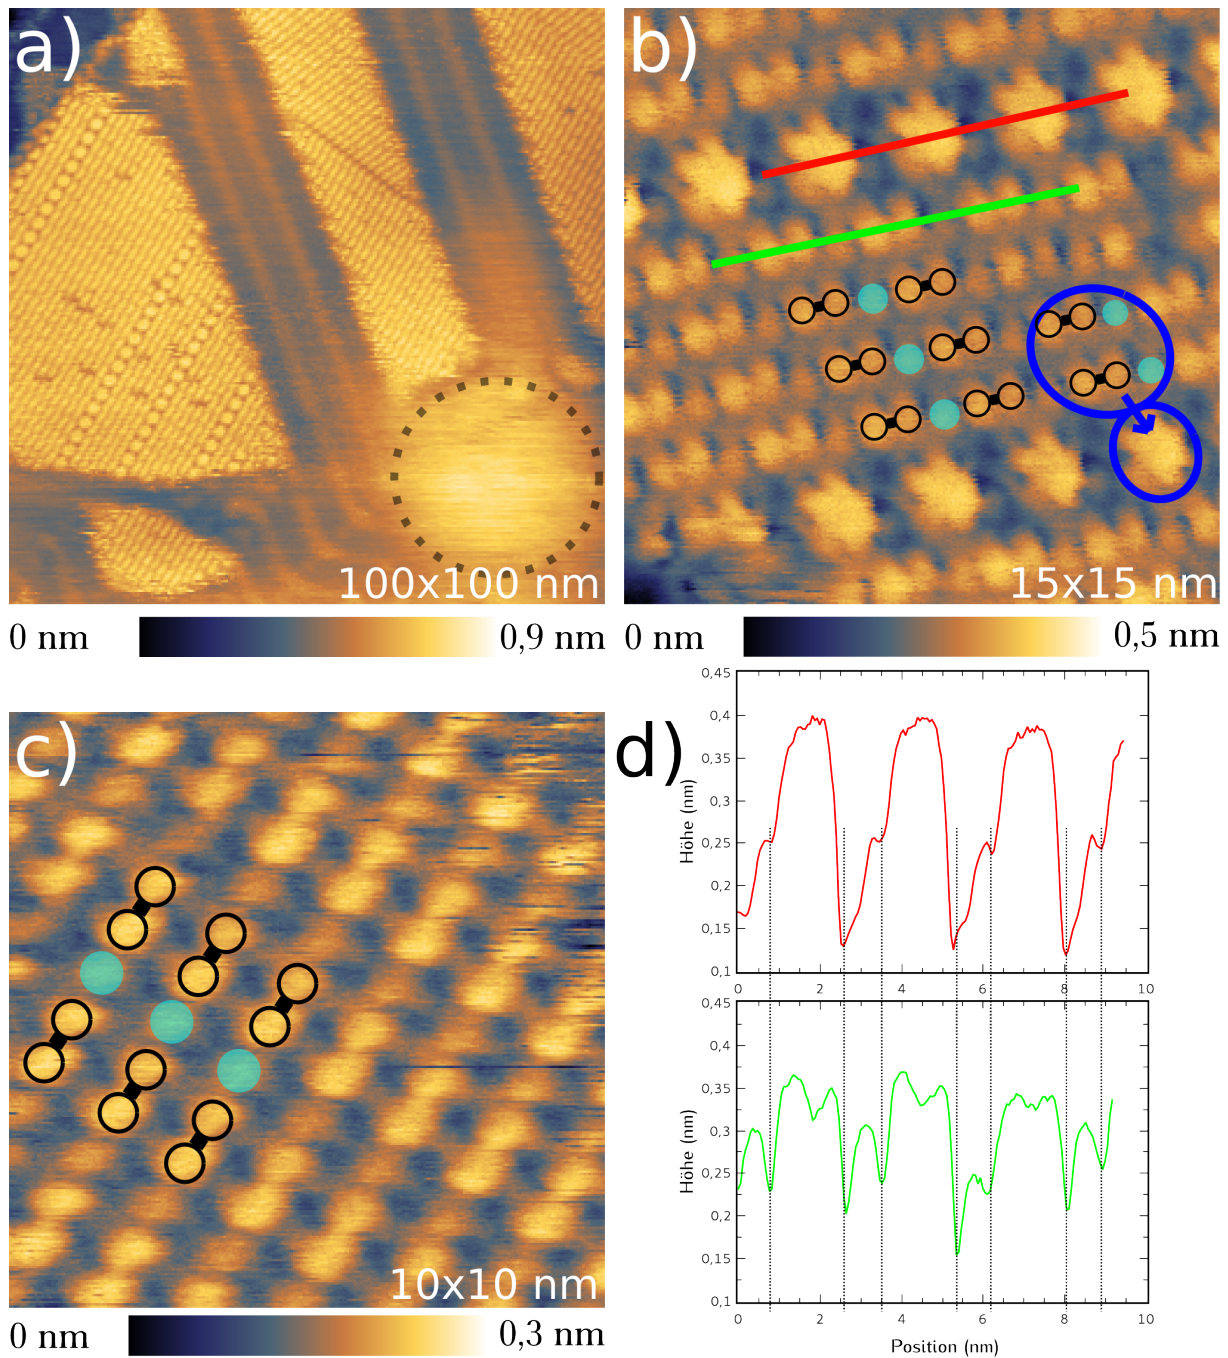 a)
100x100 nm
0 nm
0,9 nm
b)
15x15 nm
0 nm
0,5 nm
c)
10x10 nm
0 nm
0,3 nm
d)
0,45
0,4
0,35
0,3
0,25
0,2
0,15
0,1
Höhe (nm)
0 2 4 6 8 10
0,45
0,4
0,35
0,3
0,25
0,2
0,15
0,1
Höhe (nm)
0 2 4 6 8 10
Position (nm)